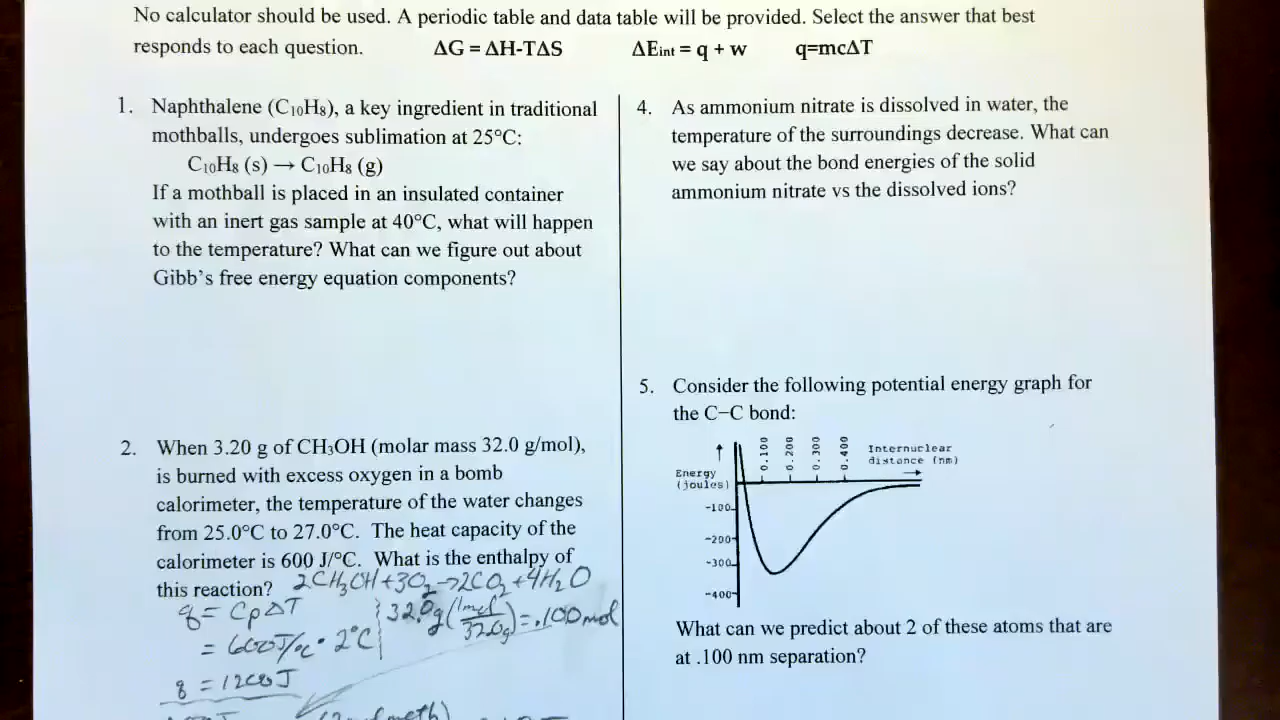 No calculator should be used. A periodic table and data table will be provided. Select the answer that best
responds to each question. ΔG = ΔH-TΔS ΔEint = q + w q=mcΔT
1. Naphthalene (C₁₀H₈), a key ingredient in traditional
mothballs, undergoes sublimation at 25°C:
C₁₀H₈ (s) → C₁₀H₈ (g)
If a mothball is placed in an insulated container
with an inert gas sample at 40°C, what will happen
to the temperature? What can we figure out about
Gibb's free energy equation components?
2. When 3.20 g of CH₃OH (molar mass 32.0 g/mol),
is burned with excess oxygen in a bomb
calorimeter, the temperature of the water changes
from 25.0°C to 27.0°C. The heat capacity of the
calorimeter is 600 J/°C. What is the enthalpy of
this reaction? 2CH₃OH+3O₂→2CO₂+4H₂O
q = CpΔT
= 600J/°C · 2°C
q = 1200J
32.0g (1mol/32.0g) = .100mol
4. As ammonium nitrate is dissolved in water, the
temperature of the surroundings decrease. What can
we say about the bond energies of the solid
ammonium nitrate vs the dissolved ions?
5. Consider the following potential energy graph for
the C−C bond:
0.100 0.200 0.300 0.400
Internuclear
distance (nm)
Energy
(joules)
-100
-200
-300
-400
What can we predict about 2 of these atoms that are
at .100 nm separation?